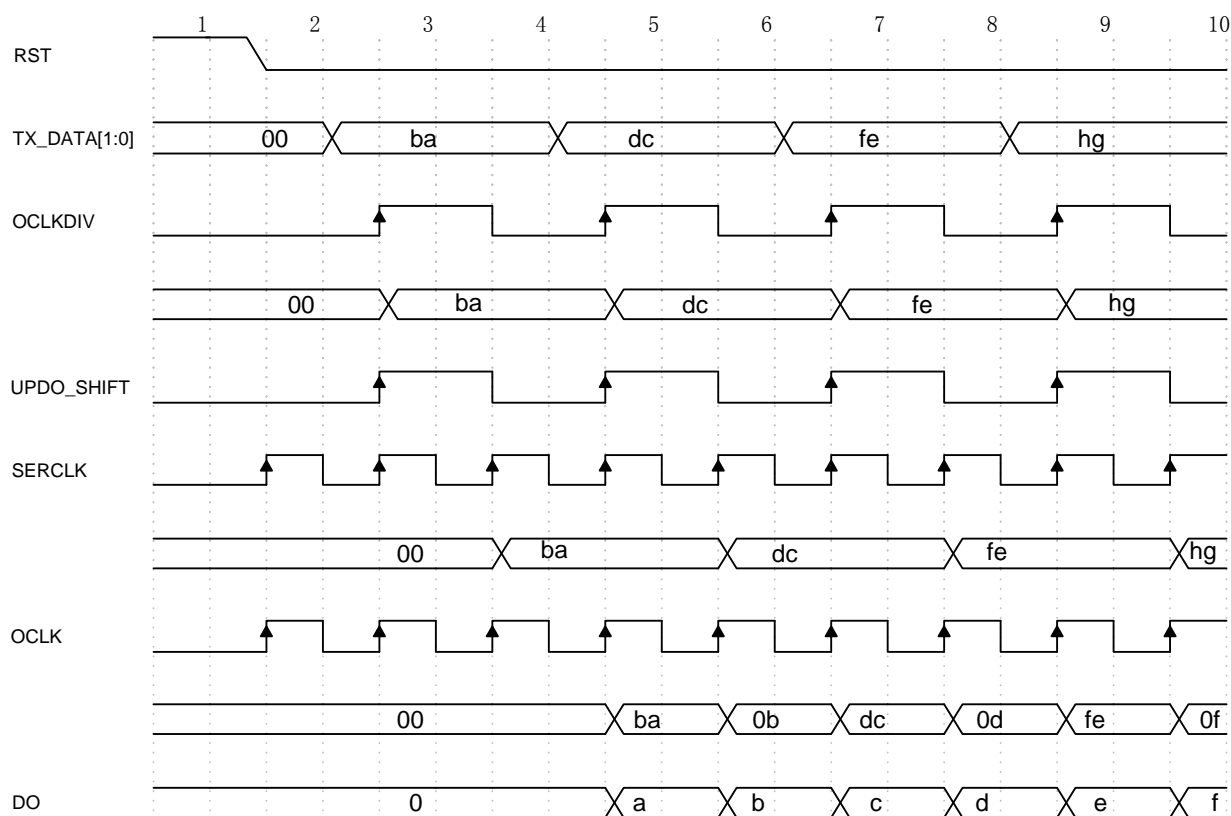 1 2 3 4 5 6 7 8 9 10
RST
TX_DATA[1:0] 00 ba dc fe hg
OCLKDIV
00 ba dc fe hg
UPDO_SHIFT
SERCLK
00 ba dc fe hg
OCLK
00 ba 0b dc 0d fe 0f
DO 0 a b c d e f